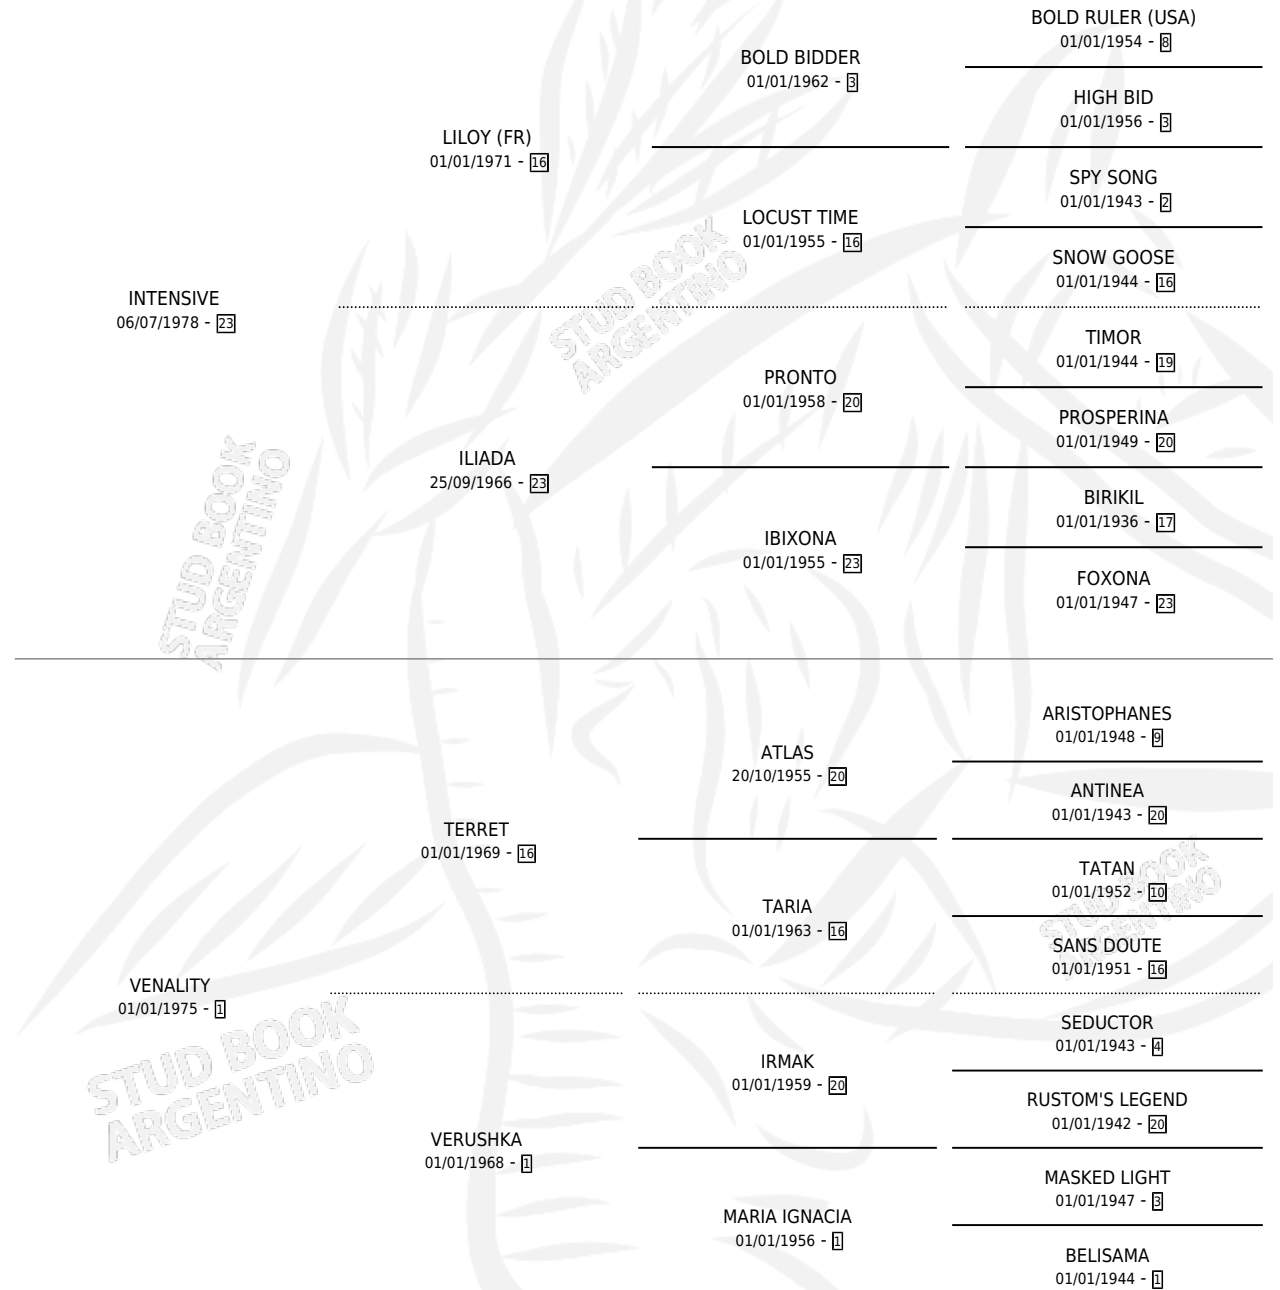 BOLD RULER (USA)
01/01/1954 - 8
BOLD BIDDER
01/01/1962 - 3
HIGH BID
01/01/1956 - 3
LILOY (FR)
01/01/1971 - 16
SPY SONG
01/01/1943 - 2
LOCUST TIME
01/01/1955 - 16
SNOW GOOSE
01/01/1944 - 16
INTENSIVE
06/07/1978 - 23
TIMOR
01/01/1944 - 19
PRONTO
01/01/1958 - 20
PROSPERINA
01/01/1949 - 20
ILIADA
25/09/1966 - 23
BIRIKIL
01/01/1936 - 17
IBIXONA
01/01/1955 - 23
FOXONA
01/01/1947 - 23
ARISTOPHANES
01/01/1948 - 9
ATLAS
20/10/1955 - 20
ANTINEA
01/01/1943 - 20
TERRET
01/01/1969 - 16
TATAN
01/01/1952 - 10
TARIA
01/01/1963 - 16
SANS DOUTE
01/01/1951 - 16
VENALITY
01/01/1975 - 1
SEDUCTOR
01/01/1943 - 4
IRMAK
01/01/1959 - 20
RUSTOM'S LEGEND
01/01/1942 - 20
VERUSHKA
01/01/1968 - 1
MASKED LIGHT
01/01/1947 - 3
MARIA IGNACIA
01/01/1956 - 1
BELISAMA
01/01/1944 - 1
STUD BOOK
ARGENTINO
STUD BOOK
ARGENTINO
STUD BOOK
ARGENTINO
STUD BOOK
ARGENTINO